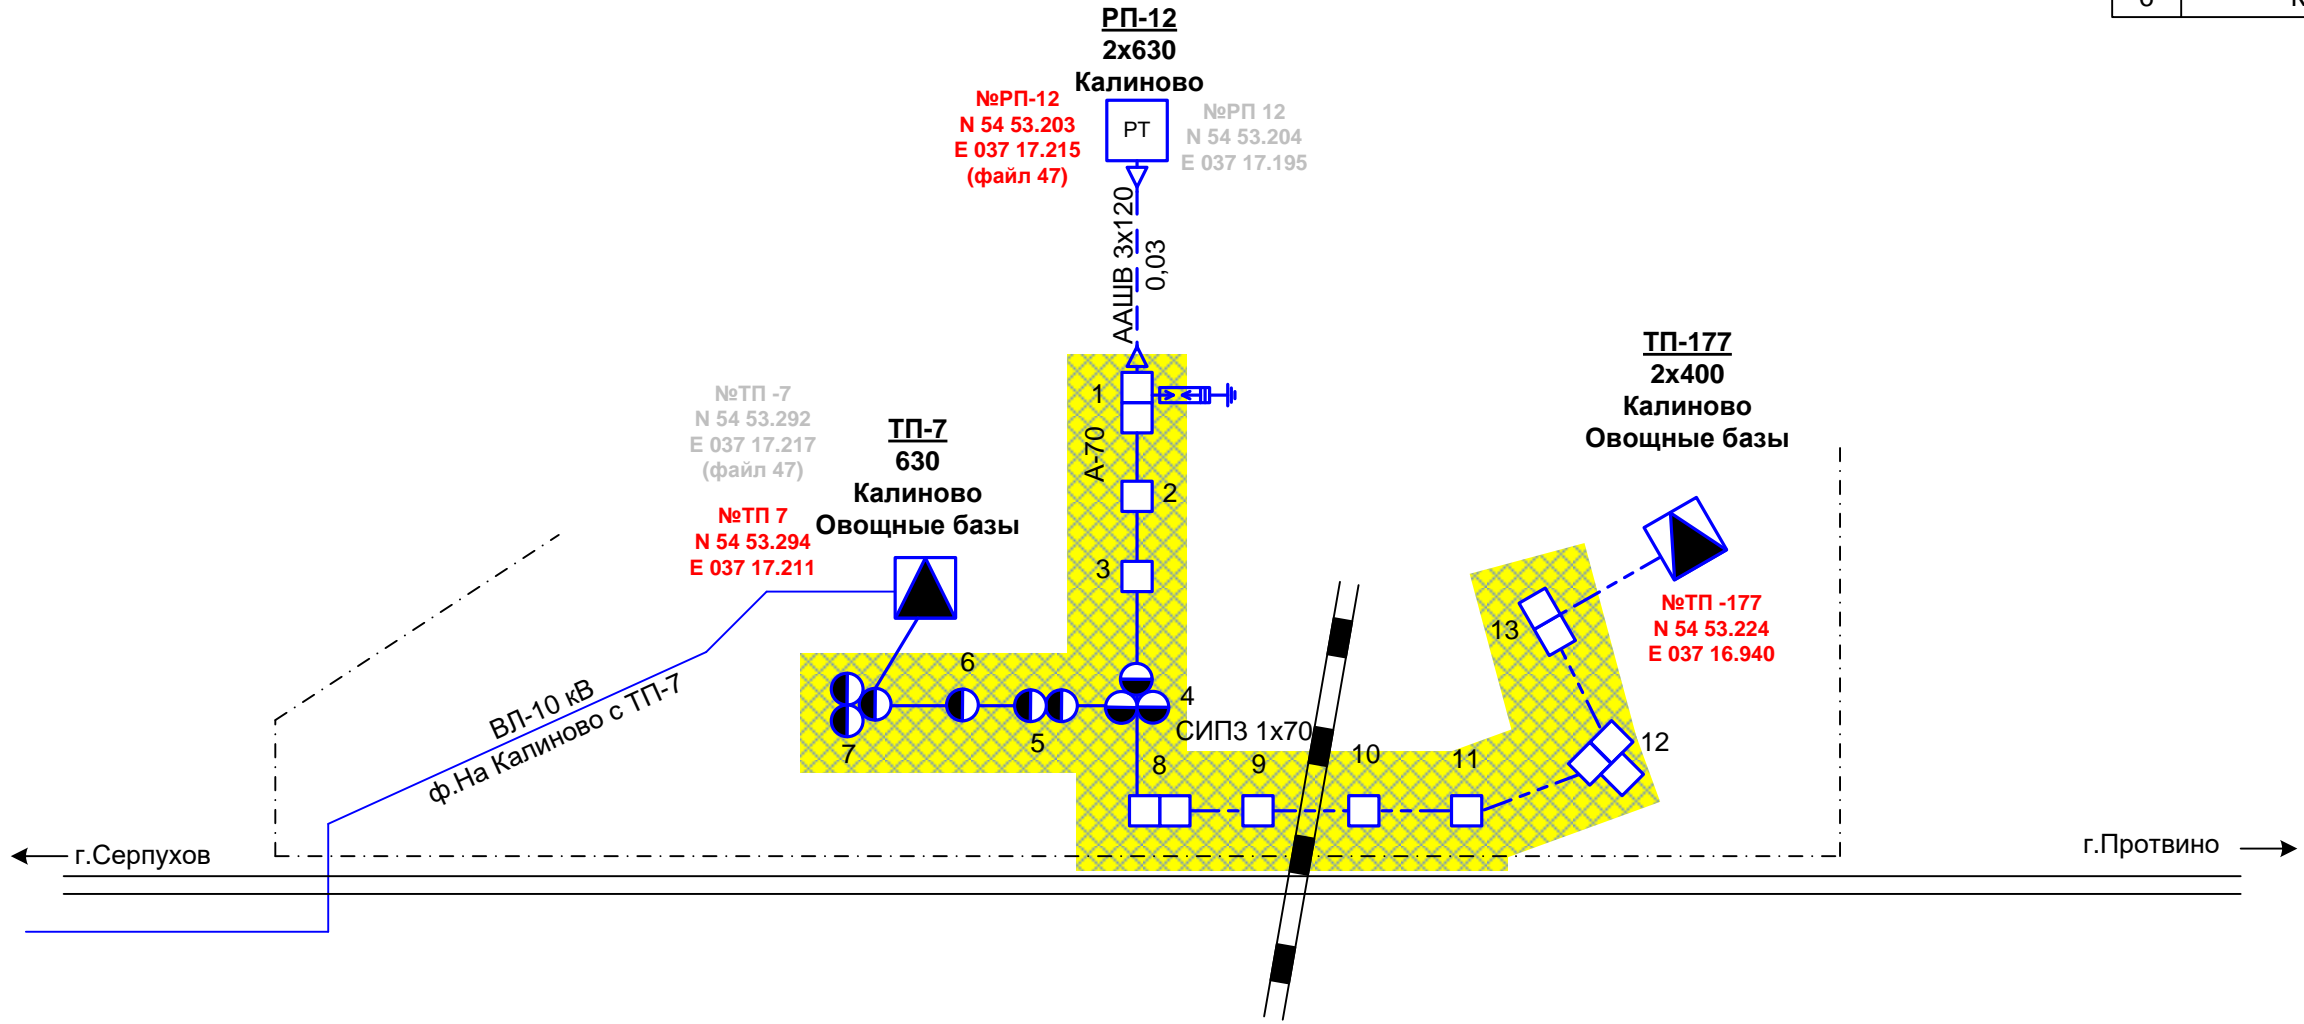 РП-12
2х630
Калиново
№РП-12
N 54 53.203
E 037 17.215
(файл 47)
РТ
№РП 12
N 54 53.204
E 037 17.195
ААШВ 3х120
0,03
ТП-177
2х400
Калиново
Овощные базы
№ТП -7
N 54 53.292
E 037 17.217
(файл 47)
ТП-7
630
Калиново
Овощные базы
№ТП 7
N 54 53.294
E 037 17.211
1
А-70
2
3
№ТП -177
N 54 53.224
E 037 16.940
13
6
4
СИП3 1х70
ВЛ-10 кВ
ф.На Калиново с ТП-7
7
5
8
9
10
11
12
г.Серпухов
г.Протвино